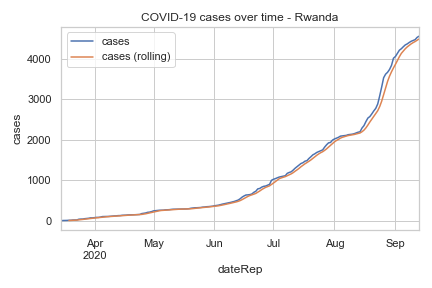 COVID-19 cases over time - Rwanda
cases
cases (rolling)
4000
3000
2000
1000
0
cases
Apr
2020
May
Jun
Jul
Aug
Sep
dateRep